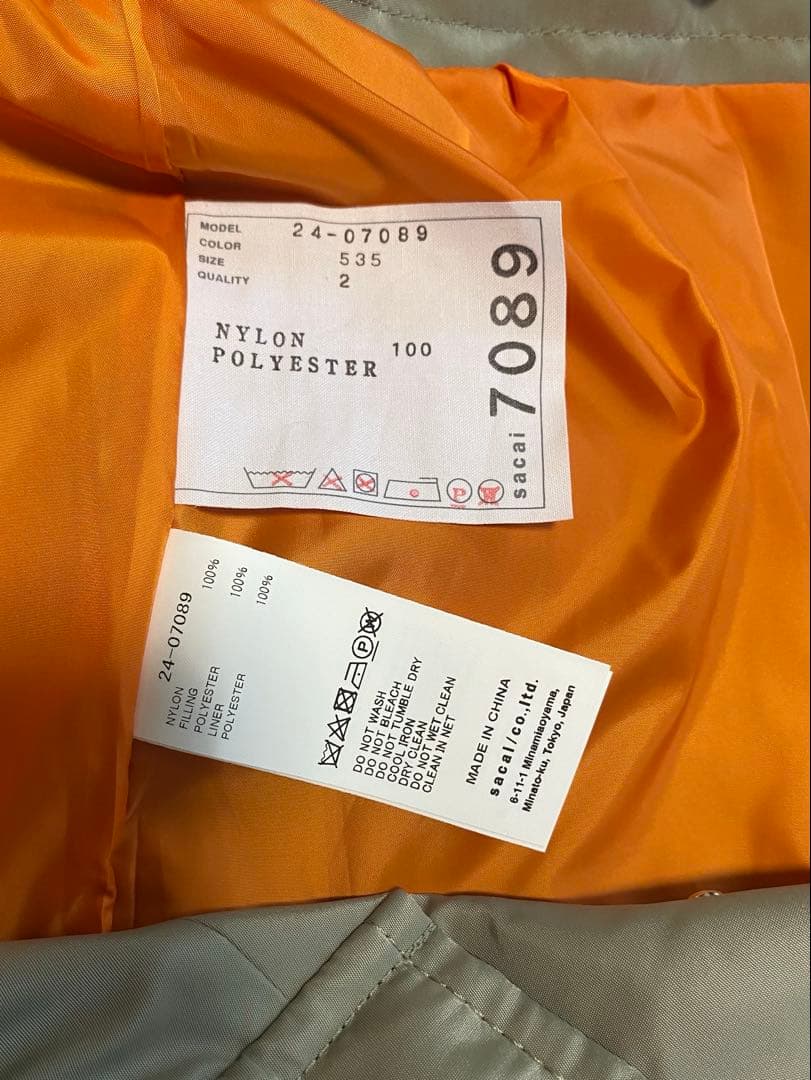 MODEL 24-07089
COLOR 535
SIZE 2
QUALITY
NYLON 100
POLYESTER
sacai 7089
P
W
24-07089
NYLON 100%
FILLING
POLYESTER 100%
LINER
POLYESTER 100%
P
W
DO NOT WASH
DO NOT BLEACH
DO NOT TUMBLE DRY
COOL IRON
DRY CLEAN
DO NOT WET CLEAN
CLEAN IN NET
MADE IN CHINA
sacai/co.,ltd.
6-11-1 Minamiaoyama,
Minato-ku, Tokyo, Japan